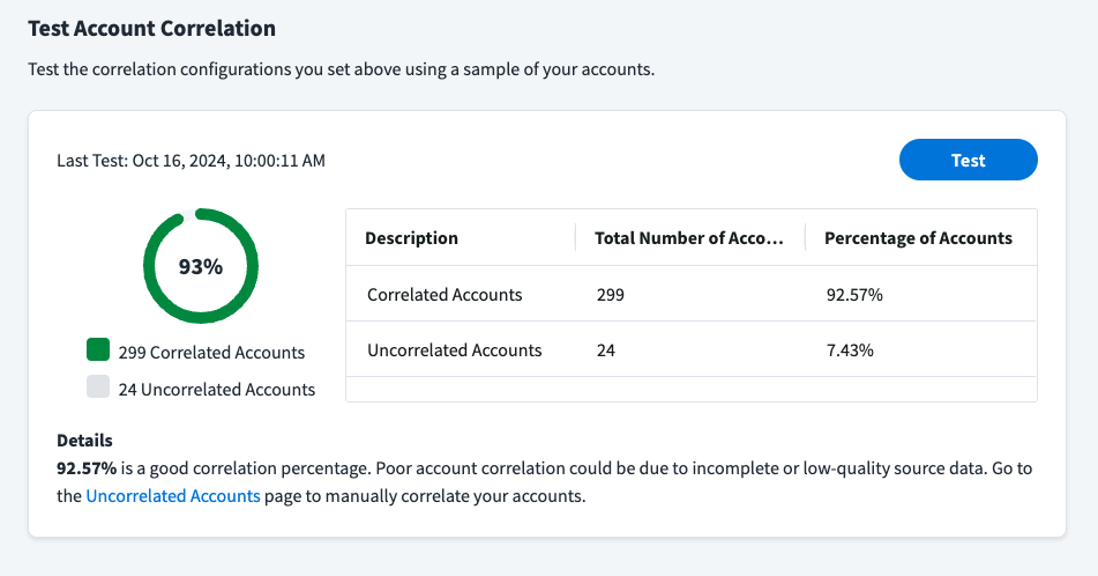 Test Account Correlation
Test the correlation configurations you set above using a sample of your accounts.
Last Test: Oct 16, 2024, 10:00:11 AM
Test
93%
299 Correlated Accounts
24 Uncorrelated Accounts
Description
Total Number of Acco...
Percentage of Accounts
Correlated Accounts
299
92.57%
Uncorrelated Accounts
24
7.43%
Details
92.57% is a good correlation percentage. Poor account correlation could be due to incomplete or low-quality source data. Go to
the Uncorrelated Accounts page to manually correlate your accounts.